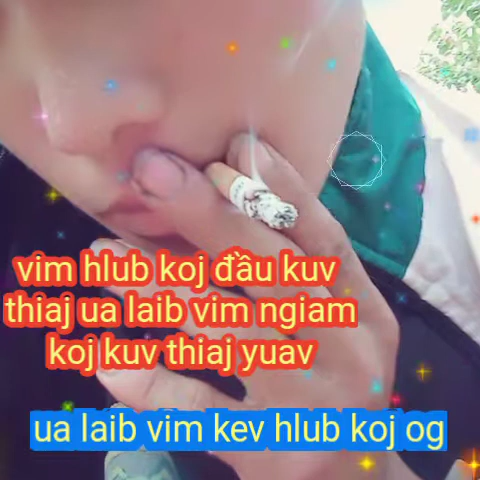 vim hlub koj đầu kuv
thiaj ua laib vim ngiam
koj kuv thiaj yuav
ua laib vim kev hlub koj og